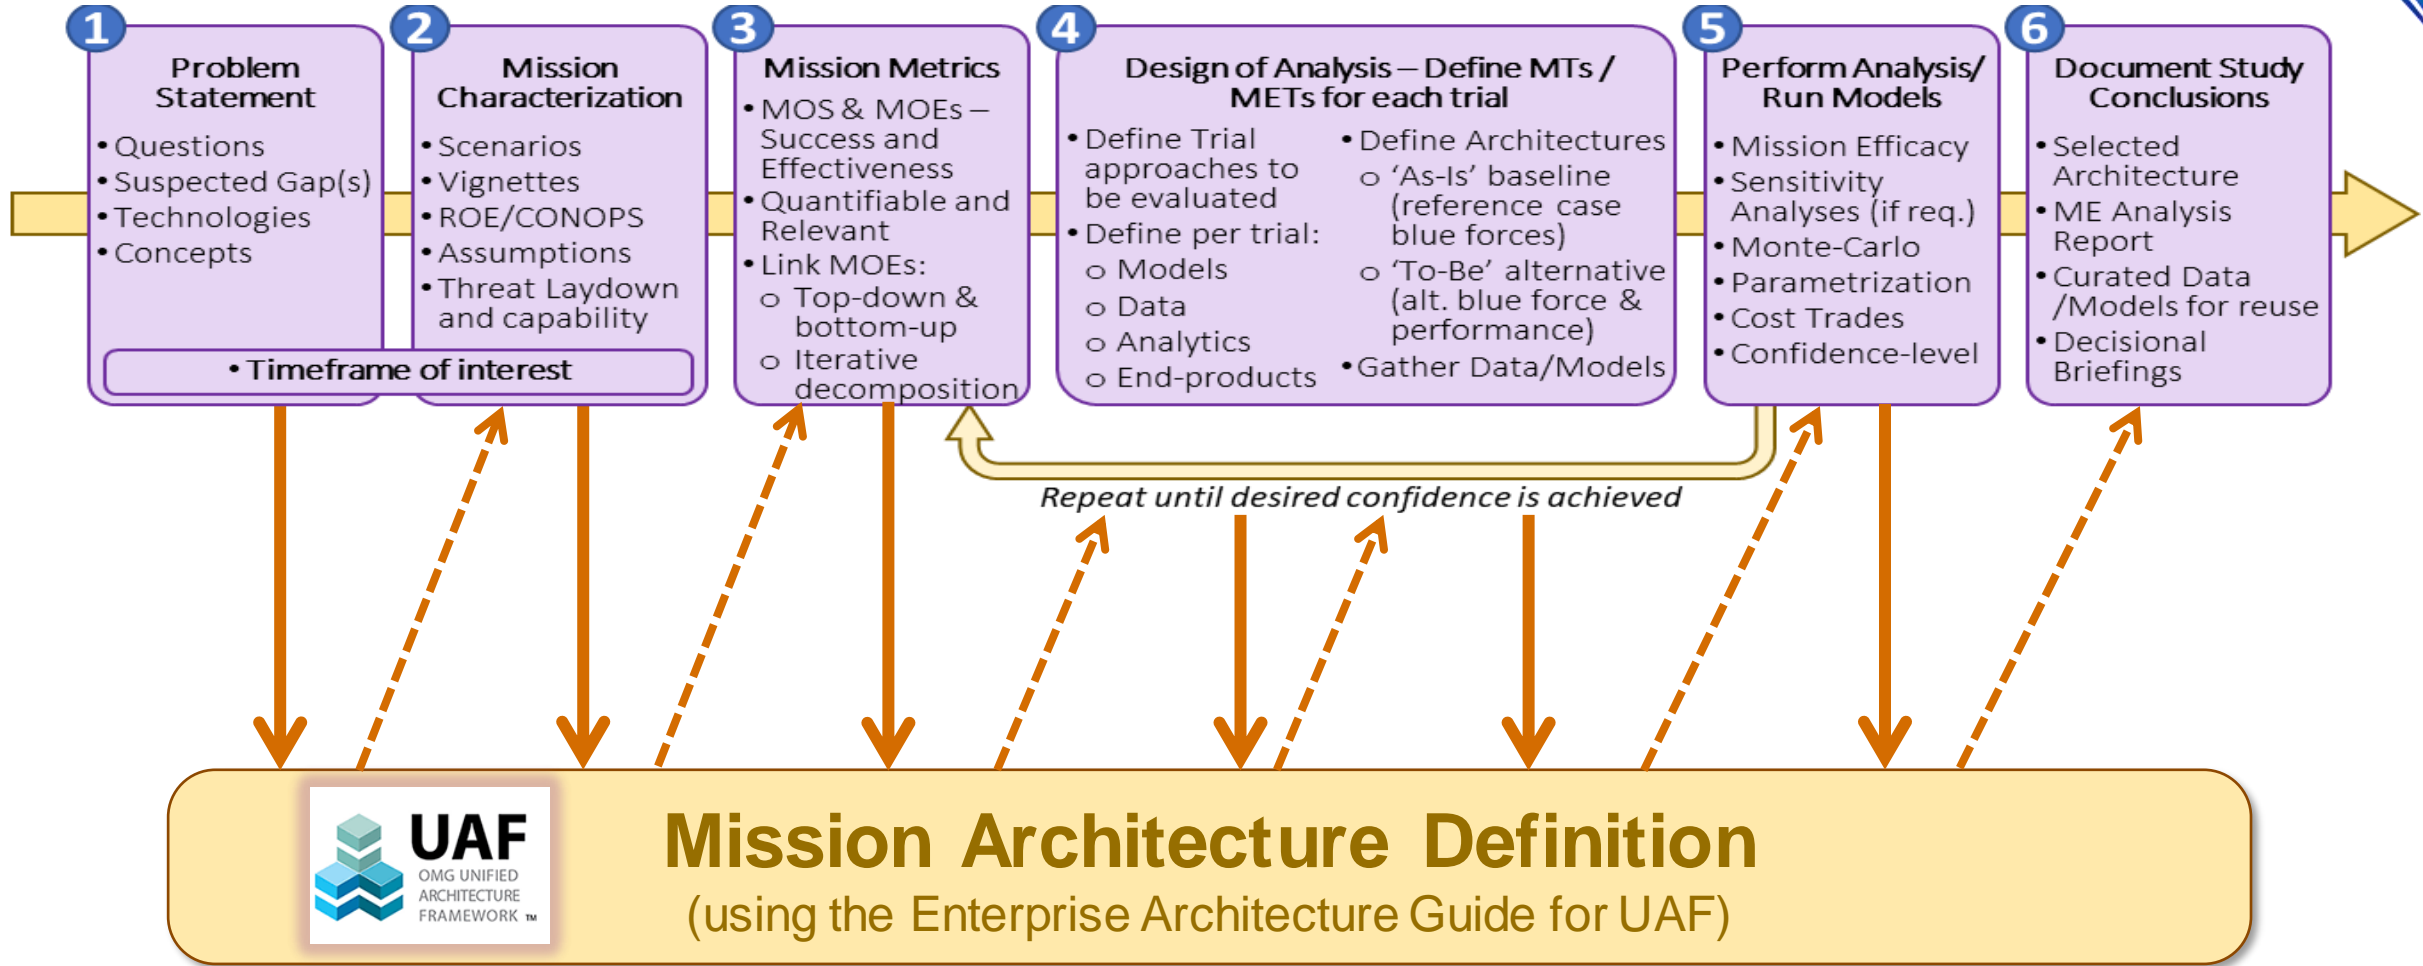 1
Problem
Statement
• Questions
• Suspected Gap(s)
• Technologies
• Concepts
2
Mission
Characterization
• Scenarios
• Vignettes
• ROE/CONOPS
• Assumptions
• Threat Laydown
and capability
• Timeframe of interest
3
Mission Metrics
• MOS & MOEs –
Success and
Effectiveness
• Quantifiable and
Relevant
• Link MOEs:
o Top-down &
bottom-up
o Iterative
decomposition
4
Design of Analysis – Define MTs /
METs for each trial
• Define Trial
approaches to
be evaluated
• Define per trial:
o Models
o Data
o Analytics
o End-products
• Define Architectures
o ‘As-Is’ baseline
(reference case
blue forces)
o ‘To-Be’ alternative
(alt. blue force &
performance)
• Gather Data/Models
5
Perform Analysis/
Run Models
• Mission Efficacy
• Sensitivity
Analyses (if req.)
• Monte-Carlo
• Parametrization
• Cost Trades
• Confidence-level
6
Document Study
Conclusions
• Selected
Architecture
• ME Analysis
Report
• Curated Data
/Models for reuse
• Decisional
Briefings
Repeat until desired confidence is achieved
UAF
OMG UNIFIED
ARCHITECTURE
FRAMEWORK ™
Mission Architecture Definition
(using the Enterprise Architecture Guide for UAF)